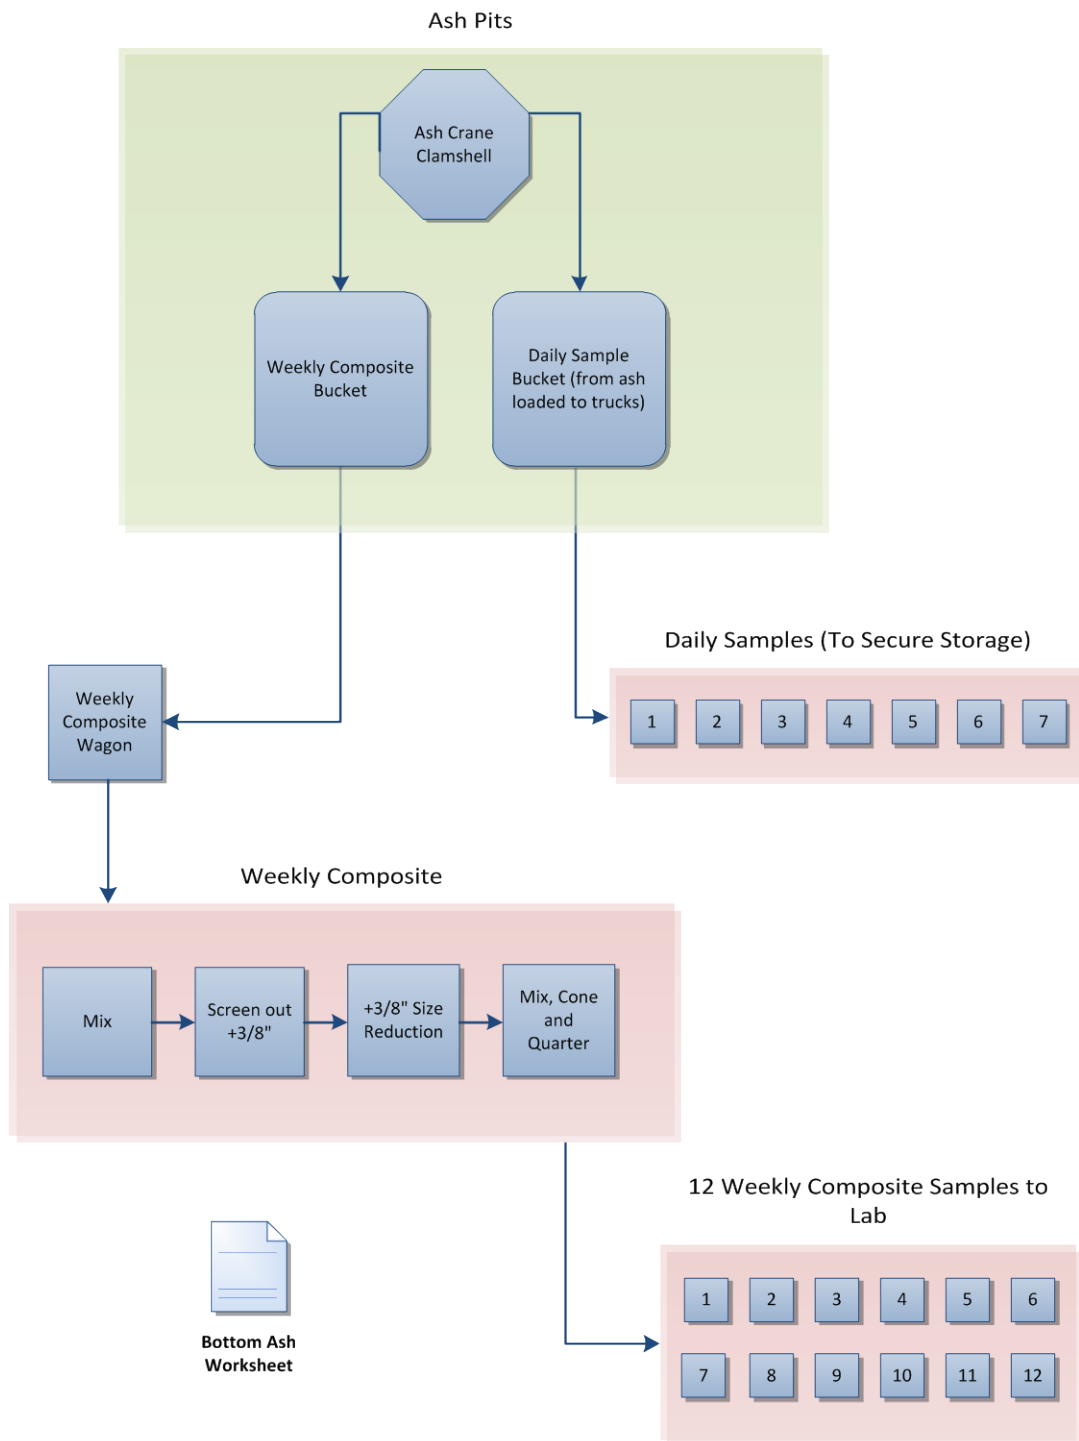 Ash Pits
Ash Crane
Clamshell
Weekly Composite
Bucket
Daily Sample
Bucket (from ash
loaded to trucks)
Daily Samples (To Secure Storage)
1 2 3 4 5 6 7
Weekly
Composite
Wagon
Weekly Composite
Mix
Screen out
+3/8"
+3/8" Size
Reduction
Mix, Cone
and
Quarter
12 Weekly Composite Samples to
Lab
1 2 3 4 5 6
7 8 9 10 11 12
Bottom Ash
Worksheet